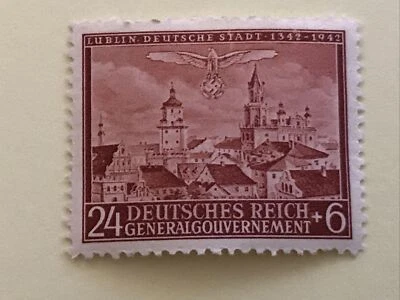 LUBLIN·DEUTSCHE STADT·1342-1942
24 DEUTSCHES REICH +6
GENERALGOUVERNEMENT